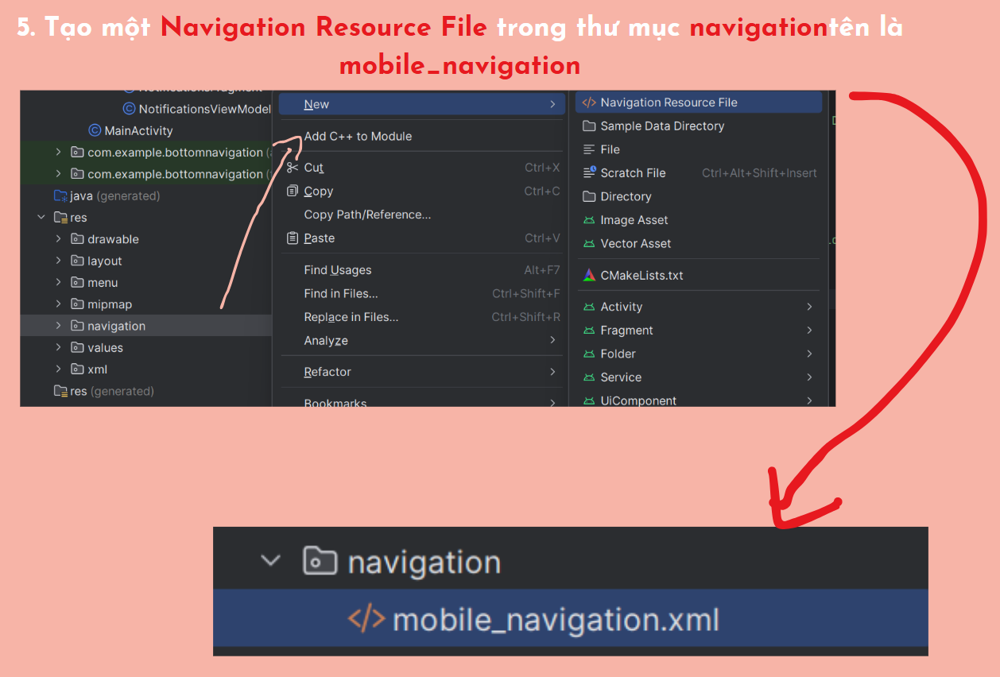 5. Tạo một Navigation Resource File trong thư mục navigationtên là
mobile_navigation
NotificationsViewModel
MainActivity
com.example.bottomnavigation
com.example.bottomnavigation
java (generated)
res
drawable
layout
menu
mipmap
navigation
values
xml
res (generated)
New
Add C++ to Module
Cut Ctrl+X
Copy Ctrl+C
Copy Path/Reference...
Paste Ctrl+V
Find Usages Alt+F7
Find in Files... Ctrl+Shift+F
Replace in Files... Ctrl+Shift+R
Analyze
Refactor
Bookmarks
Navigation Resource File
Sample Data Directory
File
Scratch File Ctrl+Alt+Shift+Insert
Directory
Image Asset
Vector Asset
CMakeLists.txt
Activity
Fragment
Folder
Service
UiComponent
navigation
</> mobile_navigation.xml